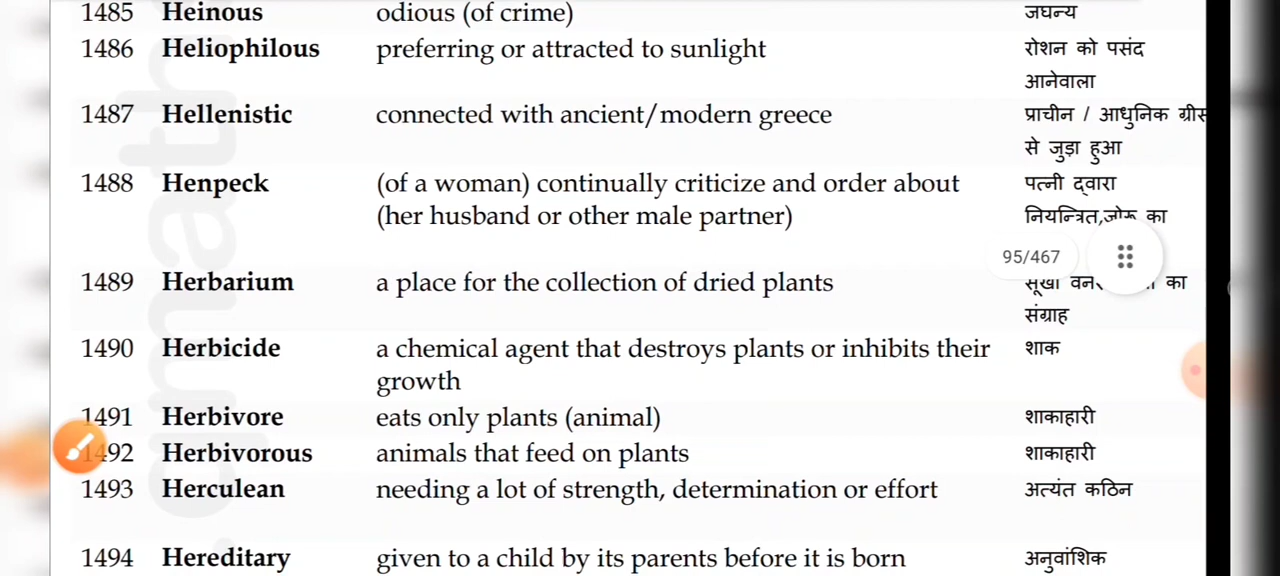 1485 Heinous odious (of crime) जघन्य
1486 Heliophilous preferring or attracted to sunlight रोशन को पसंद
आनेवाला
1487 Hellenistic connected with ancient/modern greece प्राचीन / आधुनिक ग्रीस
से जुड़ा हुआ
1488 Henpeck (of a woman) continually criticize and order about पत्नी द्वारा
(her husband or other male partner) नियन्त्रित,जोरू का
95/467
1489 Herbarium a place for the collection of dried plants सूखी का
संग्राह
1490 Herbicide a chemical agent that destroys plants or inhibits their शाक
growth
1491 Herbivore eats only plants (animal) शाकाहारी
1492 Herbivorous animals that feed on plants शाकाहारी
1493 Herculean needing a lot of strength, determination or effort अत्यंत कठिन
1494 Hereditary given to a child by its parents before it is born अनुवांशिक